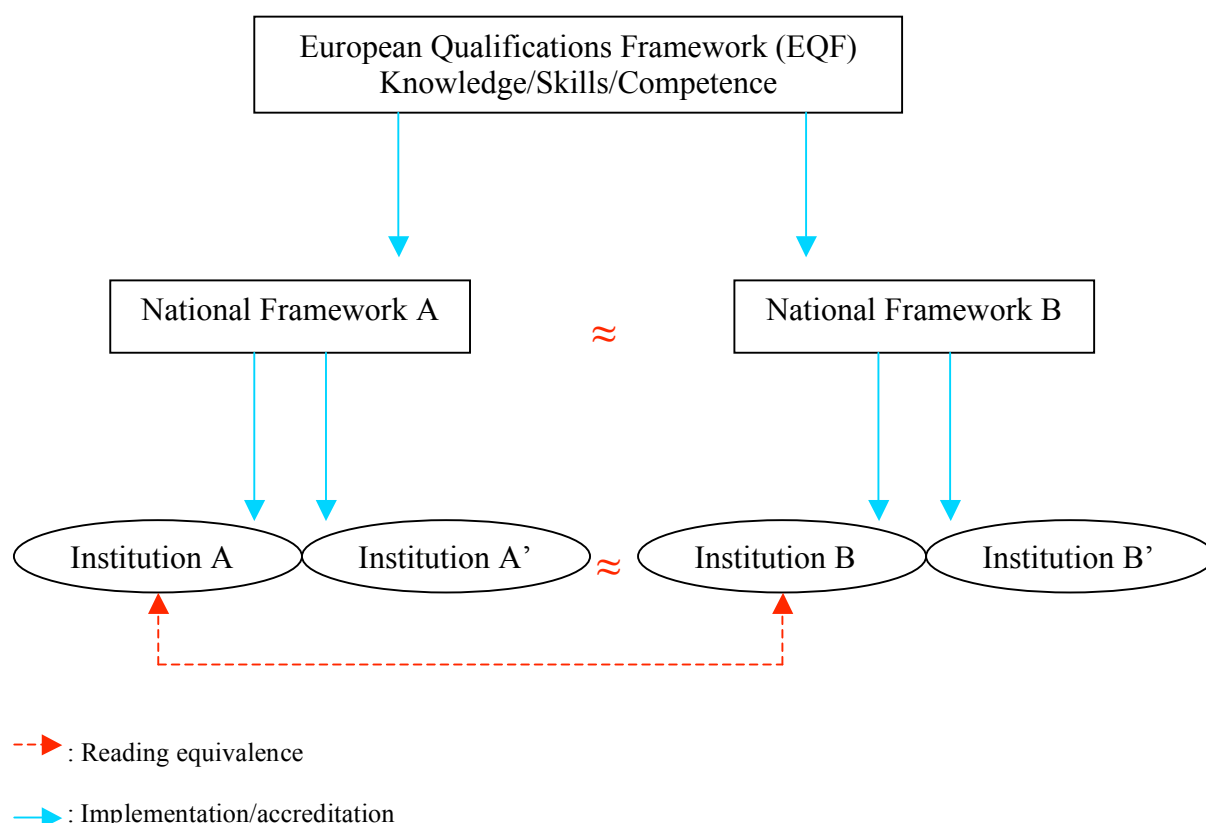 European Qualifications Framework (EQF)
Knowledge/Skills/Competence
National Framework A
National Framework B
≈
Institution A
Institution A’
≈
Institution B
Institution B’
: Reading equivalence
: Implementation/accreditation